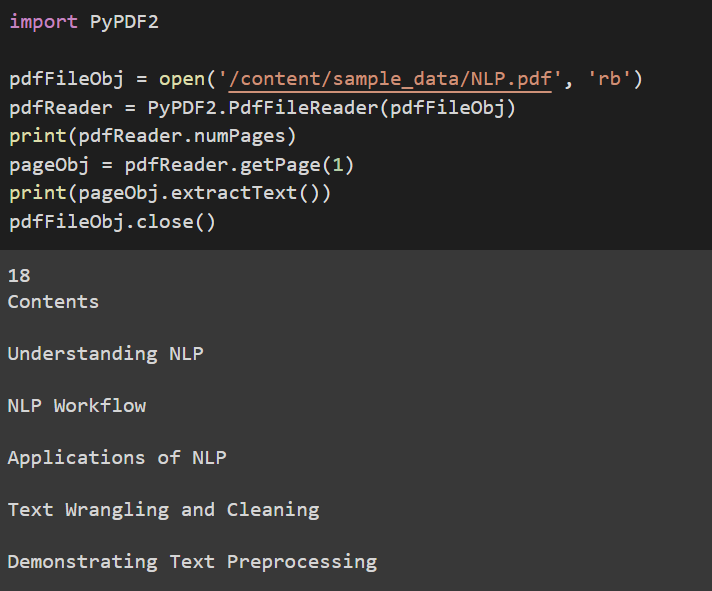 import PyPDF2
pdfFileObj = open('/content/sample_data/NLP.pdf', 'rb')
pdfReader = PyPDF2.PdfFileReader(pdfFileObj)
print(pdfReader.numPages)
pageObj = pdfReader.getPage(1)
print(pageObj.extractText())
pdfFileObj.close()
18
Contents
Understanding NLP
NLP Workflow
Applications of NLP
Text Wrangling and Cleaning
Demonstrating Text Preprocessing